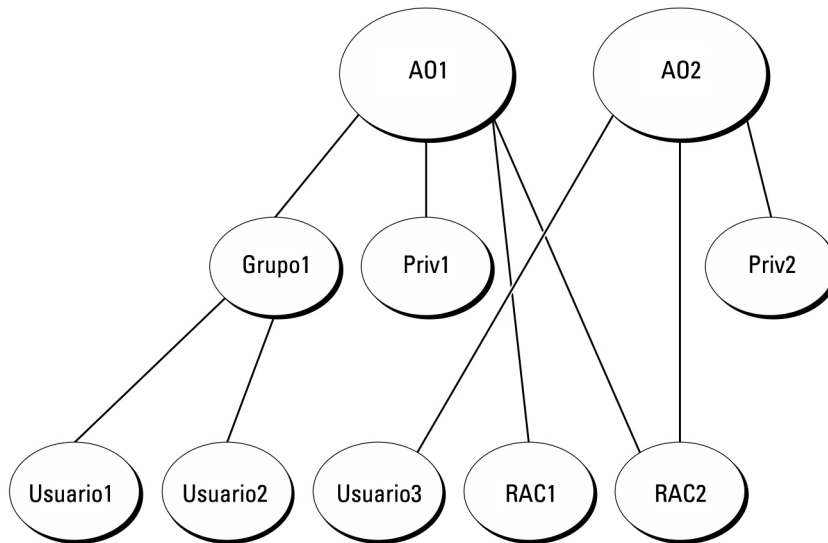 AO1
AO2
Grupo1
Priv1
Priv2
Usuario1
Usuario2
Usuario3
RAC1
RAC2